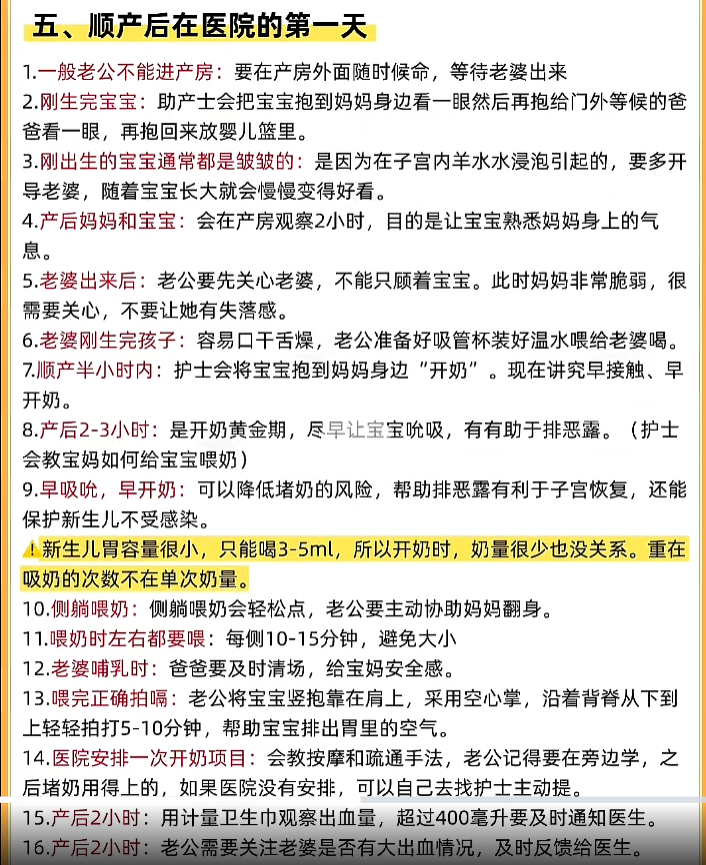 五、顺产后在医院的第一天
1.一般老公不能进产房：要在产房外面随时候命，等待老婆出来
2.刚生完宝宝：助产士会把宝宝抱到妈妈身边看一眼然后再抱给门外等候的爸
爸看一眼，再抱回来放婴儿篮里。
3.刚出生的宝宝通常都是皱皱的：是因为在子宫内羊水水浸泡引起的，要多开
导老婆，随着宝宝长大就会慢慢变得好看。
4.产后妈妈和宝宝：会在产房观察2小时，目的是让宝宝熟悉妈妈身上的气
息。
5.老婆出来后：老公要先关心老婆，不能只顾着宝宝。此时妈妈非常脆弱，很
需要关心，不要让她有失落感。
6.老婆刚生完孩子：容易口干舌燥，老公准备好吸管杯装好温水喂给老婆喝。
7.顺产半小时内：护士会将宝宝抱到妈妈身边“开奶”。现在讲究早接触、早
开奶。
8.产后2-3小时：是开奶黄金期，尽早让宝宝吮吸，有有助于排恶露。（护士
会教宝妈如何给宝宝喂奶）
9.早吸吮，早开奶：可以降低堵奶的风险，帮助排恶露有利于子宫恢复，还能
保护新生儿不受感染。
⚠新生儿胃容量很小，只能喝3-5ml，所以开奶时，奶量很少也没关系。重在
吸奶的次数不在单次奶量。
10.侧躺喂奶：侧躺喂奶会轻松点，老公要主动协助妈妈翻身。
11.喂奶时左右都要喂：每侧10-15分钟，避免大小
12.老婆哺乳时：爸爸要及时清场，给宝妈安全感。
13.喂完正确拍嗝：老公将宝宝竖抱靠在肩上，采用空心掌，沿着背脊从下到
上轻轻拍打5-10分钟，帮助宝宝排出胃里的空气。
14.医院安排一次开奶项目：会教按摩和疏通手法，老公记得要在旁边学，之
后堵奶用得上的，如果医院没有安排，可以自己去找护士主动提。
15.产后2小时：用计量卫生巾观察出血量，超过400毫升要及时通知医生。
16.产后2小时：老公需要关注老婆是否有大出血情况，及时反馈给医生。